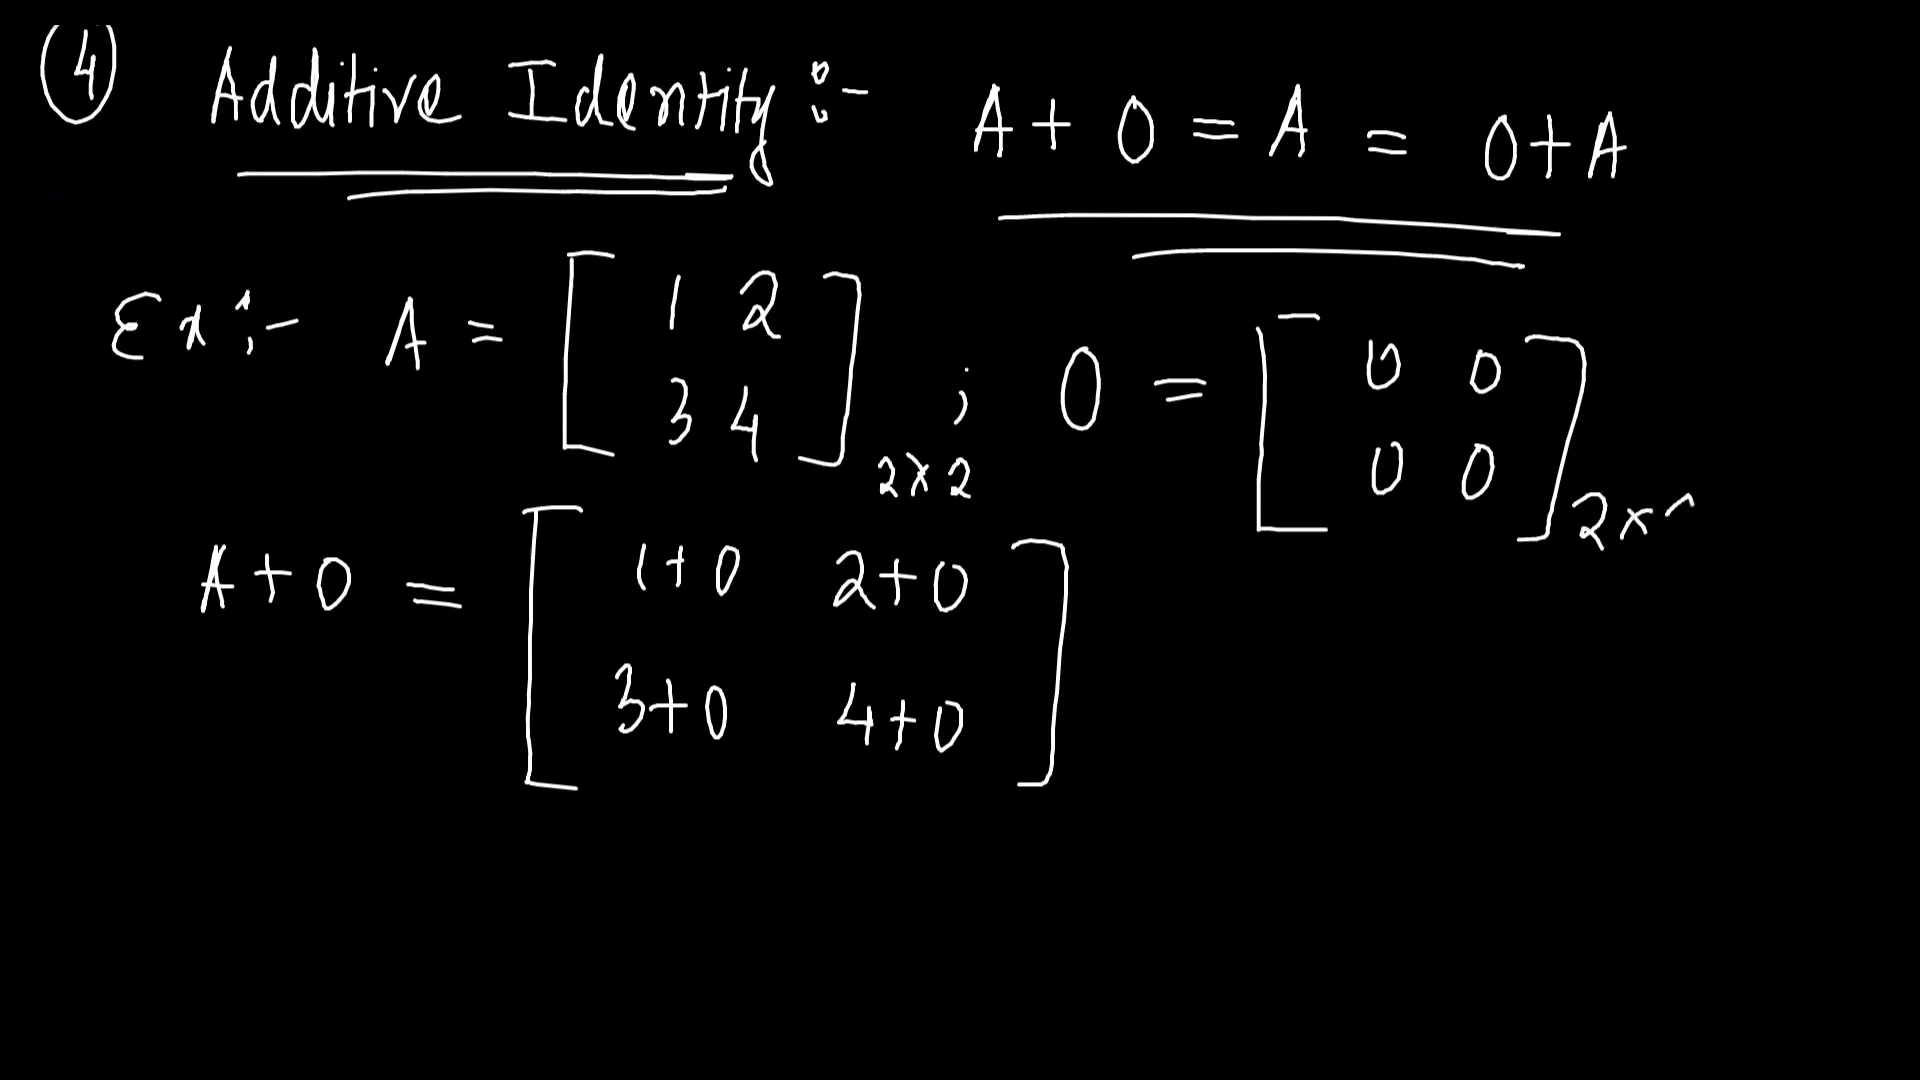 ④ Additive Identity :- A + 0 = A = 0 + A
Ex :- A = [ 1 2
3 4 ] 2×2 ; 0 = [ 0 0
0 0 ] 2×
A + 0 = [ 1+0 2+0
3+0 4+0 ]